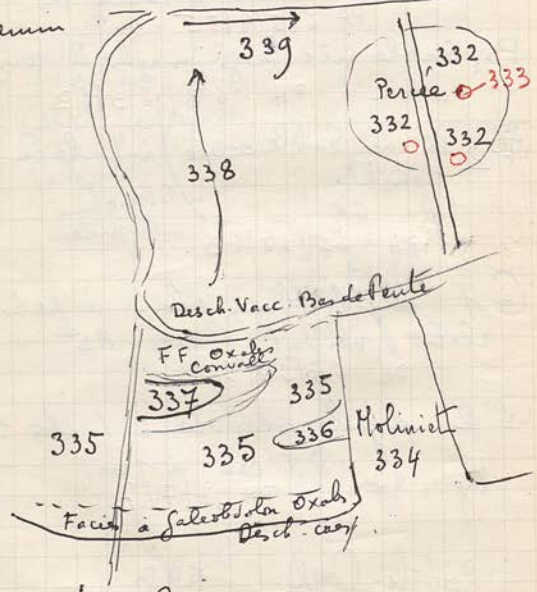 339
332
Percée
333
332
332
338
Desch. Vacc. Bas de Pente
FF Oxalis
Convall
337
335
335
335
336
Moliniet
334
Faciès à Galeobdolon Oxalis
Desch. caesp.